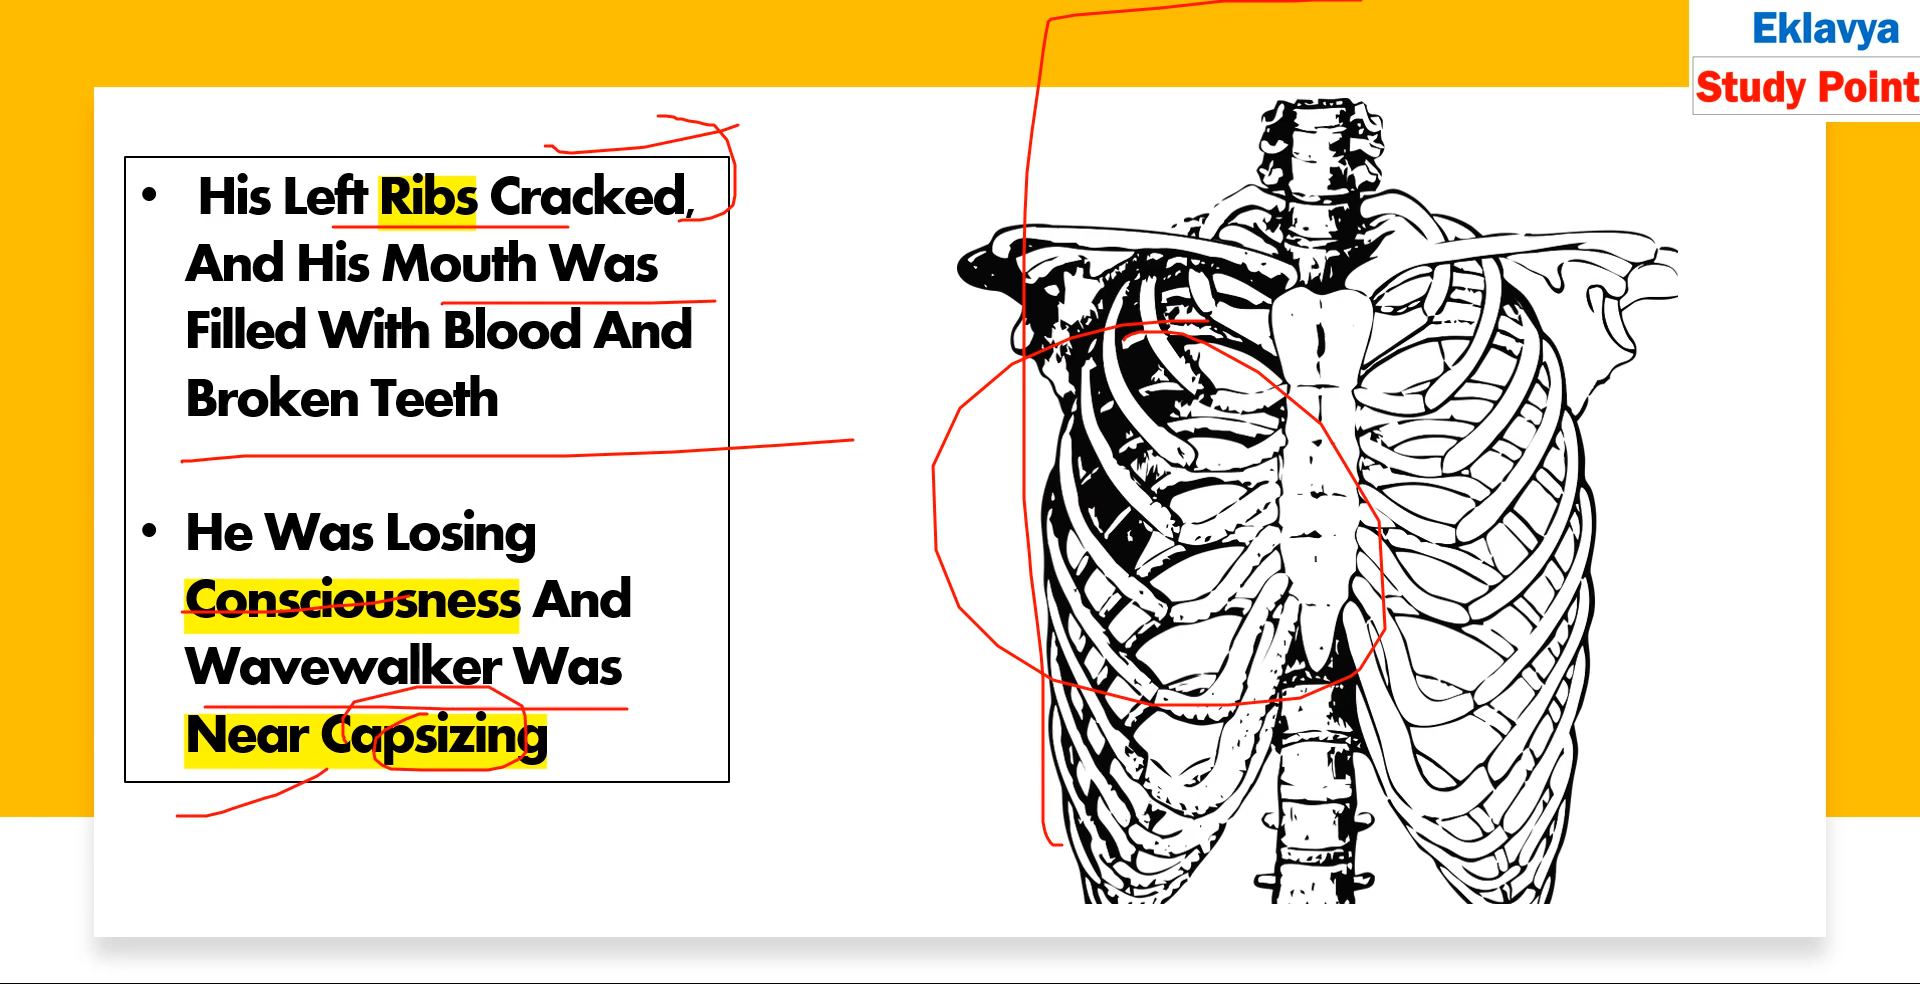 Eklavya
Study Point
• His Left Ribs Cracked,
And His Mouth Was
Filled With Blood And
Broken Teeth
• He Was Losing
Consciousness And
Wavewalker Was
Near Capsizing